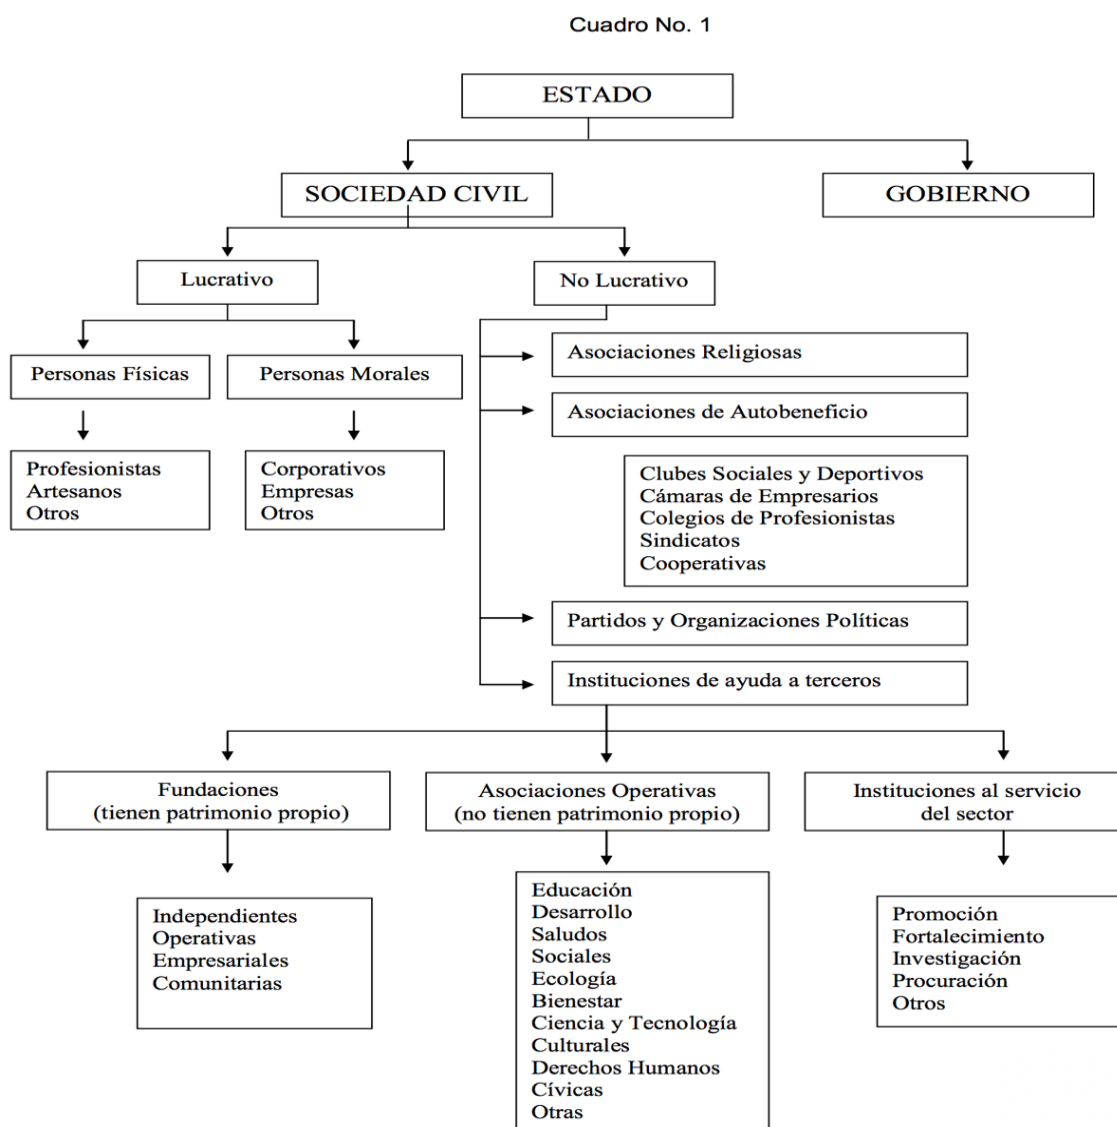 Cuadro No. 1
ESTADO
SOCIEDAD CIVIL
GOBIERNO
Lucrativo
No Lucrativo
Personas Físicas
Personas Morales
Asociaciones Religiosas
Asociaciones de Autobeneficio
Profesionistas
Artesanos
Otros
Corporativos
Empresas
Otros
Clubes Sociales y Deportivos
Cámaras de Empresarios
Colegios de Profesionistas
Sindicatos
Cooperativas
Partidos y Organizaciones Políticas
Instituciones de ayuda a terceros
Fundaciones
(tienen patrimonio propio)
Asociaciones Operativas
(no tienen patrimonio propio)
Instituciones al servicio
del sector
Independientes
Operativas
Empresariales
Comunitarias
Educación
Desarrollo
Saludos
Sociales
Ecología
Bienestar
Ciencia y Tecnología
Culturales
Derechos Humanos
Cívicas
Otras
Promoción
Fortalecimiento
Investigación
Procuración
Otros